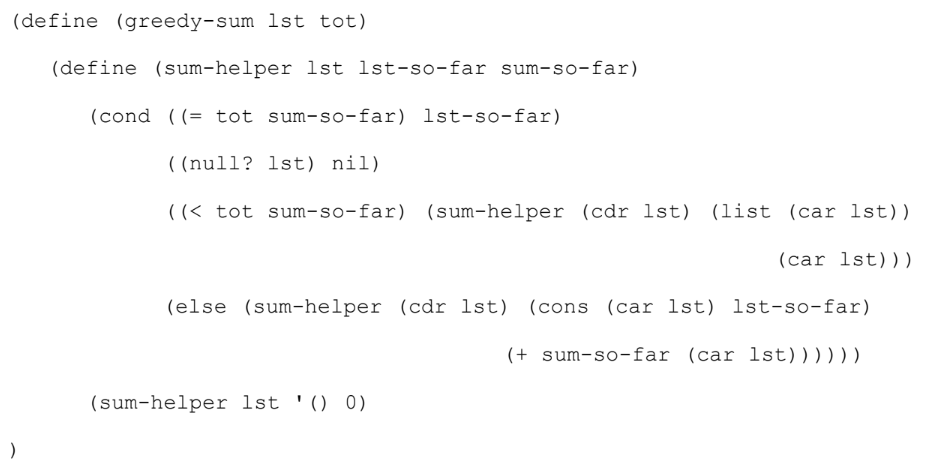 (define (greedy-sum lst tot)
(define (sum-helper lst lst-so-far sum-so-far)
(cond ((= tot sum-so-far) lst-so-far)
((null? lst) nil)
((< tot sum-so-far) (sum-helper (cdr lst) (list (car lst))
(car lst)))
(else (sum-helper (cdr lst) (cons (car lst) lst-so-far)
(+ sum-so-far (car lst))))))
(sum-helper lst '() 0)
)